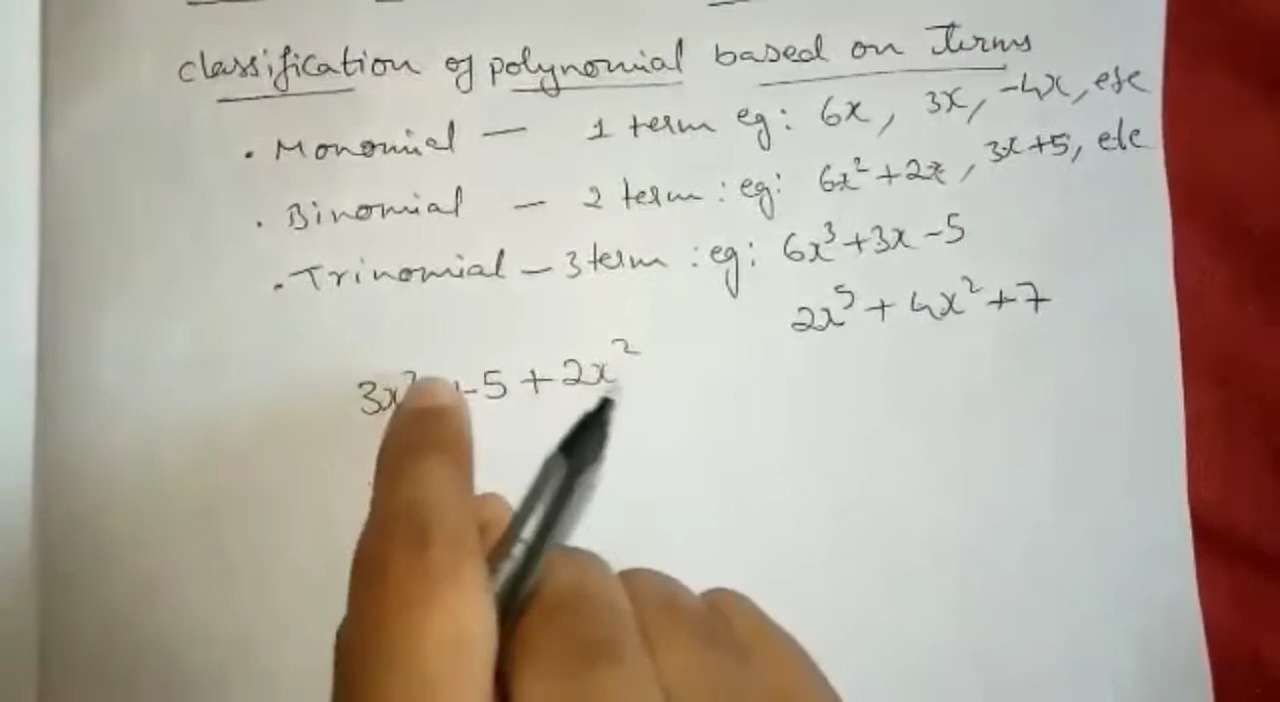 classification of polynomial based on Terms
. Monomial — 1 term eg: 6x, 3x, -4x, etc
. Binomial — 2 term: eg: 6x² + 2x, 3x+5, etc
. Trinomial — 3 term : eg: 6x³+3x-5
2x⁵ + 4x² + 7
3x² -5 + 2x²